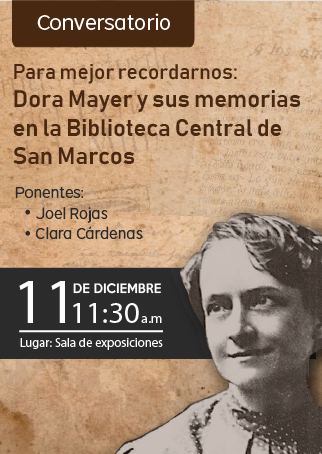 Conversatorio
Para mejor recordarnos:
Dora Mayer y sus memorias
en la Biblioteca Central de
San Marcos
Ponentes:
• Joel Rojas
• Clara Cárdenas
11 DE DICIEMBRE
11:30 a.m
Lugar: Sala de exposiciones